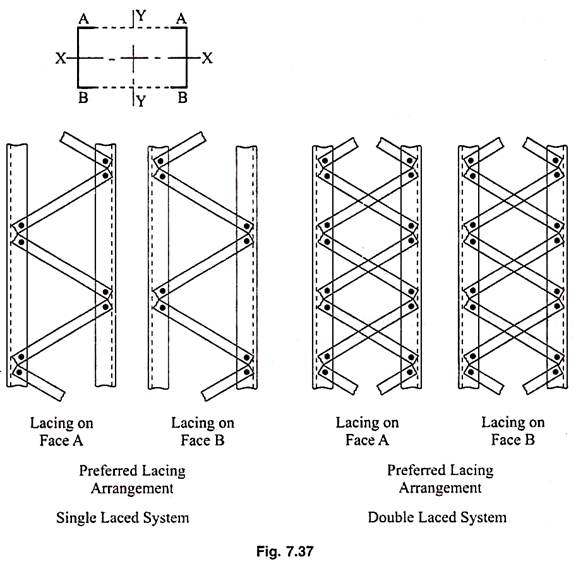 A Y A
X X
B Y B
Lacing on
Face A
Lacing on
Face B
Lacing on
Face A
Lacing on
Face B
Preferred Lacing
Arrangement
Preferred Lacing
Arrangement
Single Laced System
Double Laced System
Fig. 7.37